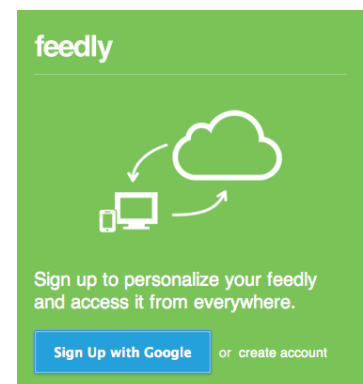 feedly
Sign up to personalize your feedly
and access it from everywhere.
Sign Up with Google or create account